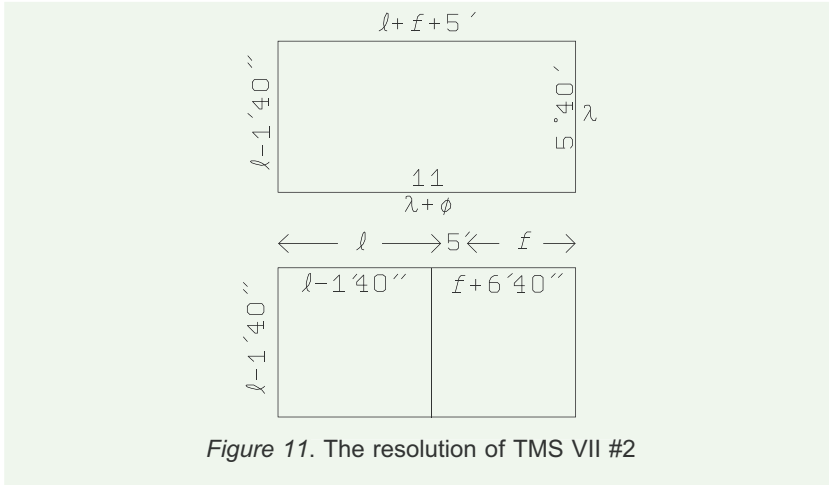 ℓ+f+5′
ℓ−1′40″
5°40′
λ
11
λ+φ
ℓ
5′
f
ℓ−1′40″
ℓ−1′40″
f+6′40″
Figure 11. The resolution of TMS VII #2